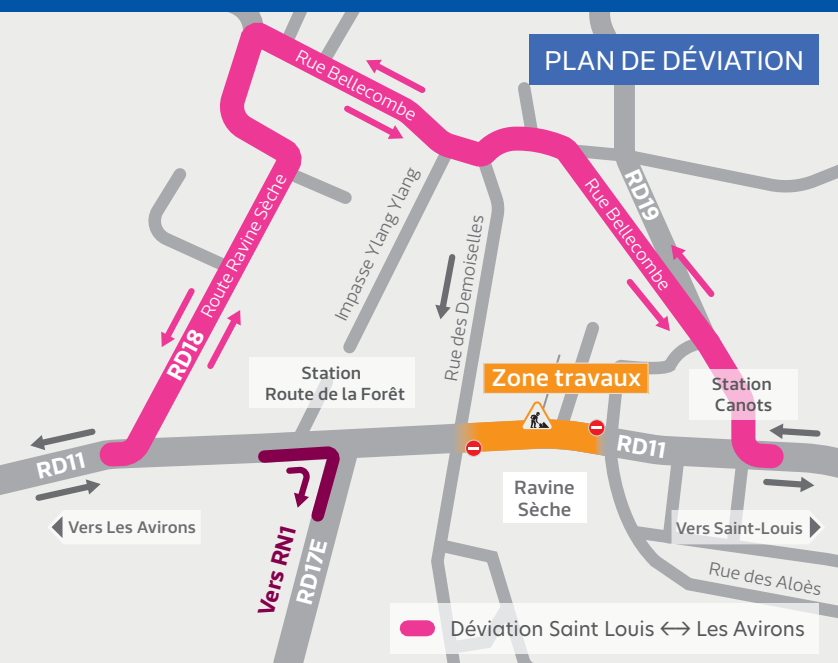 PLAN DE DÉVIATION
Rue Bellecombe
Route Ravine Sèche
RD18
Impasse Ylang Ylang
Rue des Demoiselles
Rue Bellecombe
RD19
Station
Route de la Forêt
Zone travaux
Station
Canots
RD11
RD11
Ravine
Sèche
Vers Les Avirons
Vers Saint-Louis
Vers RN1
RD17E
Rue des Aloès
Déviation Saint Louis ↔ Les Avirons